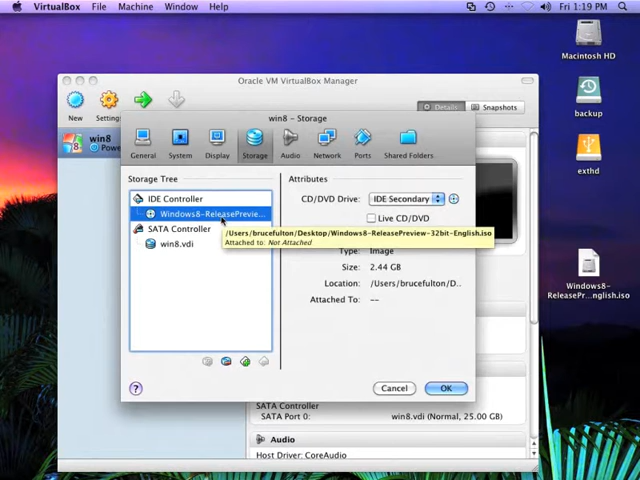 VirtualBox File Machine Window Help
Fri 1:19 PM
Macintosh HD
backup
exthd
Windows8-
ReleasePr...nglish.iso
Oracle VM VirtualBox Manager
New
Details
Snapshots
win8
win8 – Storage
General System Display Storage Audio Network Ports Shared Folders
Storage Tree
IDE Controller
Windows8-ReleasePrevie...
SATA Controller
win8.vdi
Attributes
CD/DVD Drive: IDE Secondary
Live CD/DVD
/Users/brucefulton/Desktop/Windows8-ReleasePreview-32bit-English.iso
Attached to: Not Attached
Type: Image
Size: 2.44 GB
Location: /Users/brucefulton/D..
Attached To: --
?
Cancel OK
SATA Controller
SATA Port 0: win8.vdi (Normal, 25.00 GB)
Audio
Host Driver: CoreAudio